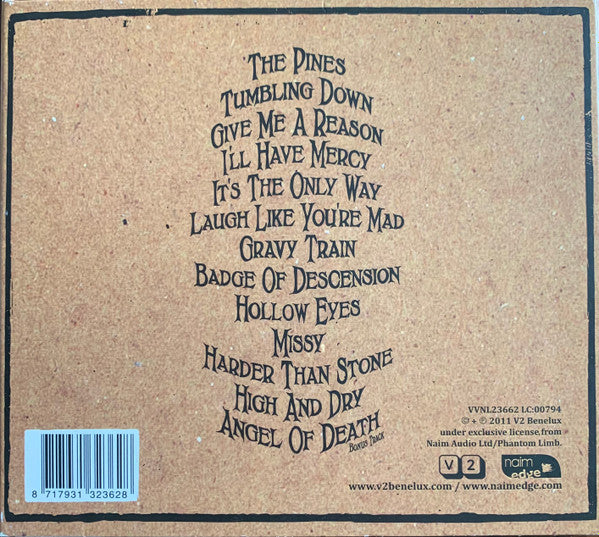 The Pines
Tumbling Down
Give Me A Reason
I'll Have Mercy
It's The Only Way
Laugh Like You're Mad
Gravy Train
Badge Of Descension
Hollow Eyes
Missy
Harder Than Stone
High And Dry
Angel Of Death
Bonus Track
VVNL23662 LC:00794
© + ℗ 2011 V2 Benelux
under exclusive license from
Naim Audio Ltd/Phantom Limb.
V2
naim
edge
www.v2benelux.com / www.naimedge.com
8 717931 323628